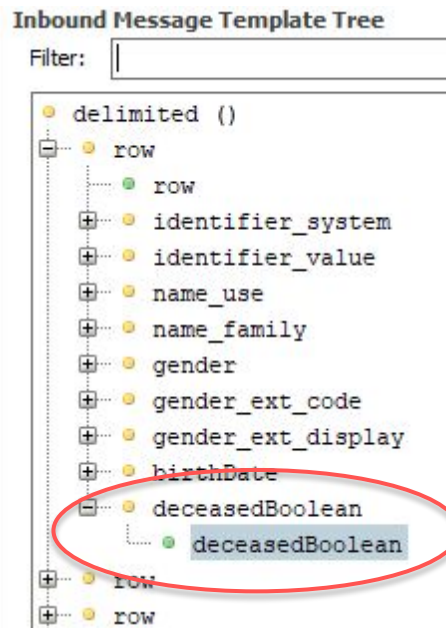 Inbound Message Template Tree
Filter:
delimited ()
row
row
identifier_system
identifier_value
name_use
name_family
gender
gender_ext_code
gender_ext_display
birthDate
deceasedBoolean
deceasedBoolean
row
row